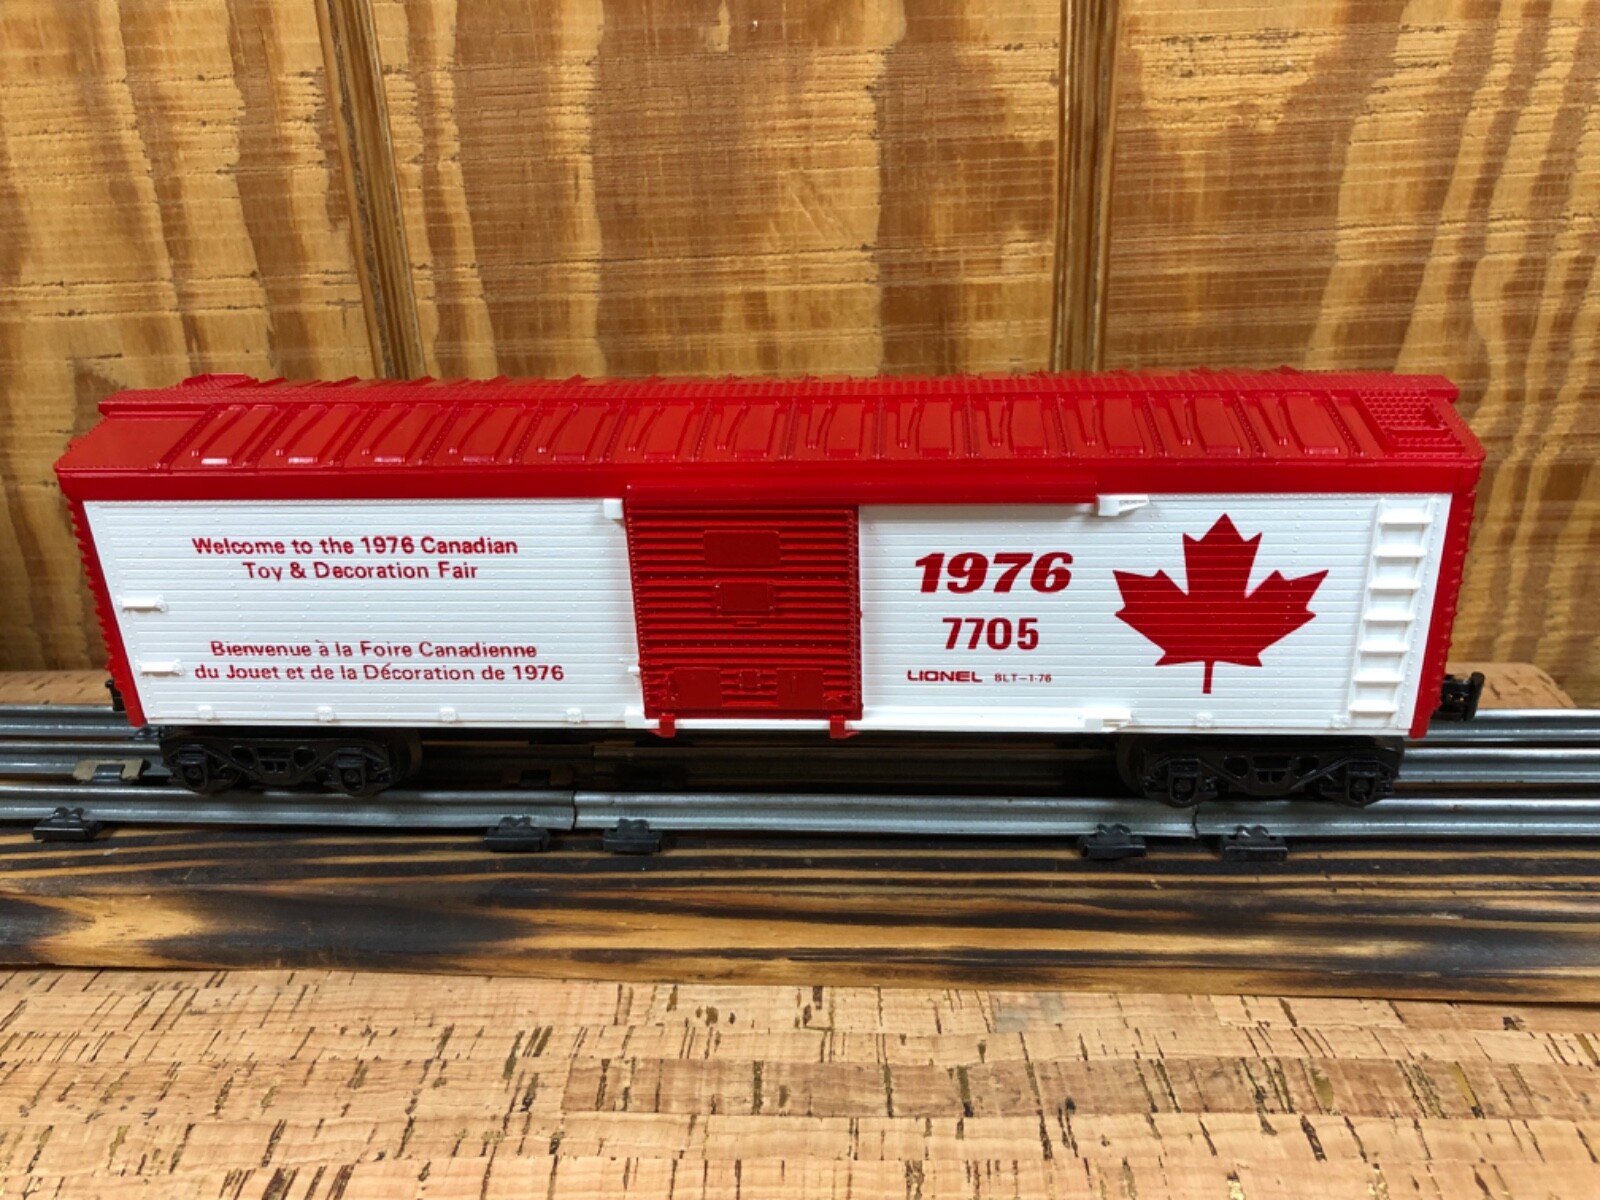 Welcome to the 1976 Canadian
Toy & Decoration Fair
Bienvenue à la Foire Canadienne
du Jouet et de la Décoration de 1976
1976
7705
LIONEL BLT-1-76